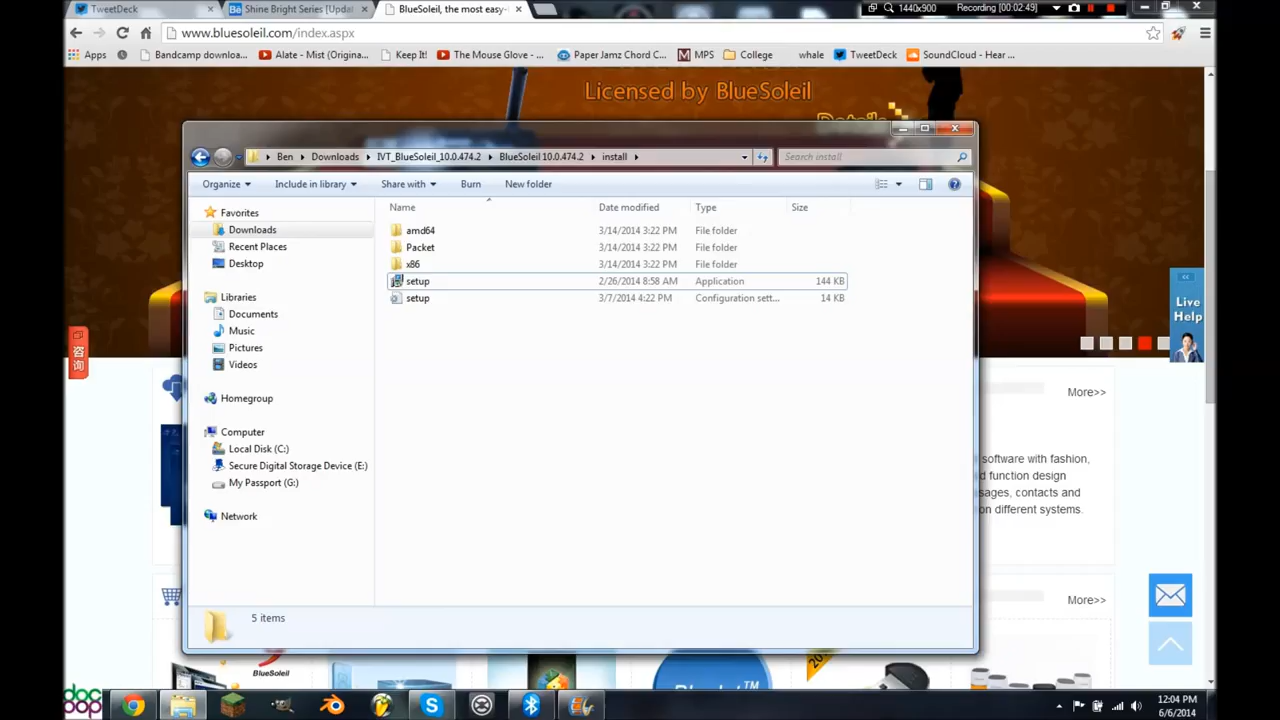 TweetDeck
Shine Bright Series [Updat
BlueSoleil, the most easy-
1440x900
Recording [00:02:49]
www.bluesoleil.com/index.aspx
Apps
Bandcamp downloa...
Alate - Mist (Origina...
Keep It!
The Mouse Glove - ...
Paper Jamz Chord C...
MPS
College
whale
TweetDeck
SoundCloud - Hear ...
Licensed by BlueSoleil
Details
Ben
Downloads
IVT_BlueSoleil_10.0.474.2
BlueSoleil 10.0.474.2
install
Search install
Organize
Include in library
Share with
Burn
New folder
Name
Date modified
Type
Size
Favorites
Downloads
Recent Places
Desktop
Libraries
Documents
Music
Pictures
Videos
Homegroup
Computer
Local Disk (C:)
Secure Digital Storage Device (E:)
My Passport (G:)
Network
amd64 3/14/2014 3:22 PM File folder
Packet 3/14/2014 3:22 PM File folder
x86 3/14/2014 3:22 PM File folder
setup 2/26/2014 8:58 AM Application 144 KB
setup 3/7/2014 4:22 PM Configuration sett... 14 KB
5 items
咨询
Live
Help
More>>
software with fashion,
function design
contacts and
on different systems.
More>>
BlueSoleil
doc
pop
12:04 PM
6/6/2014